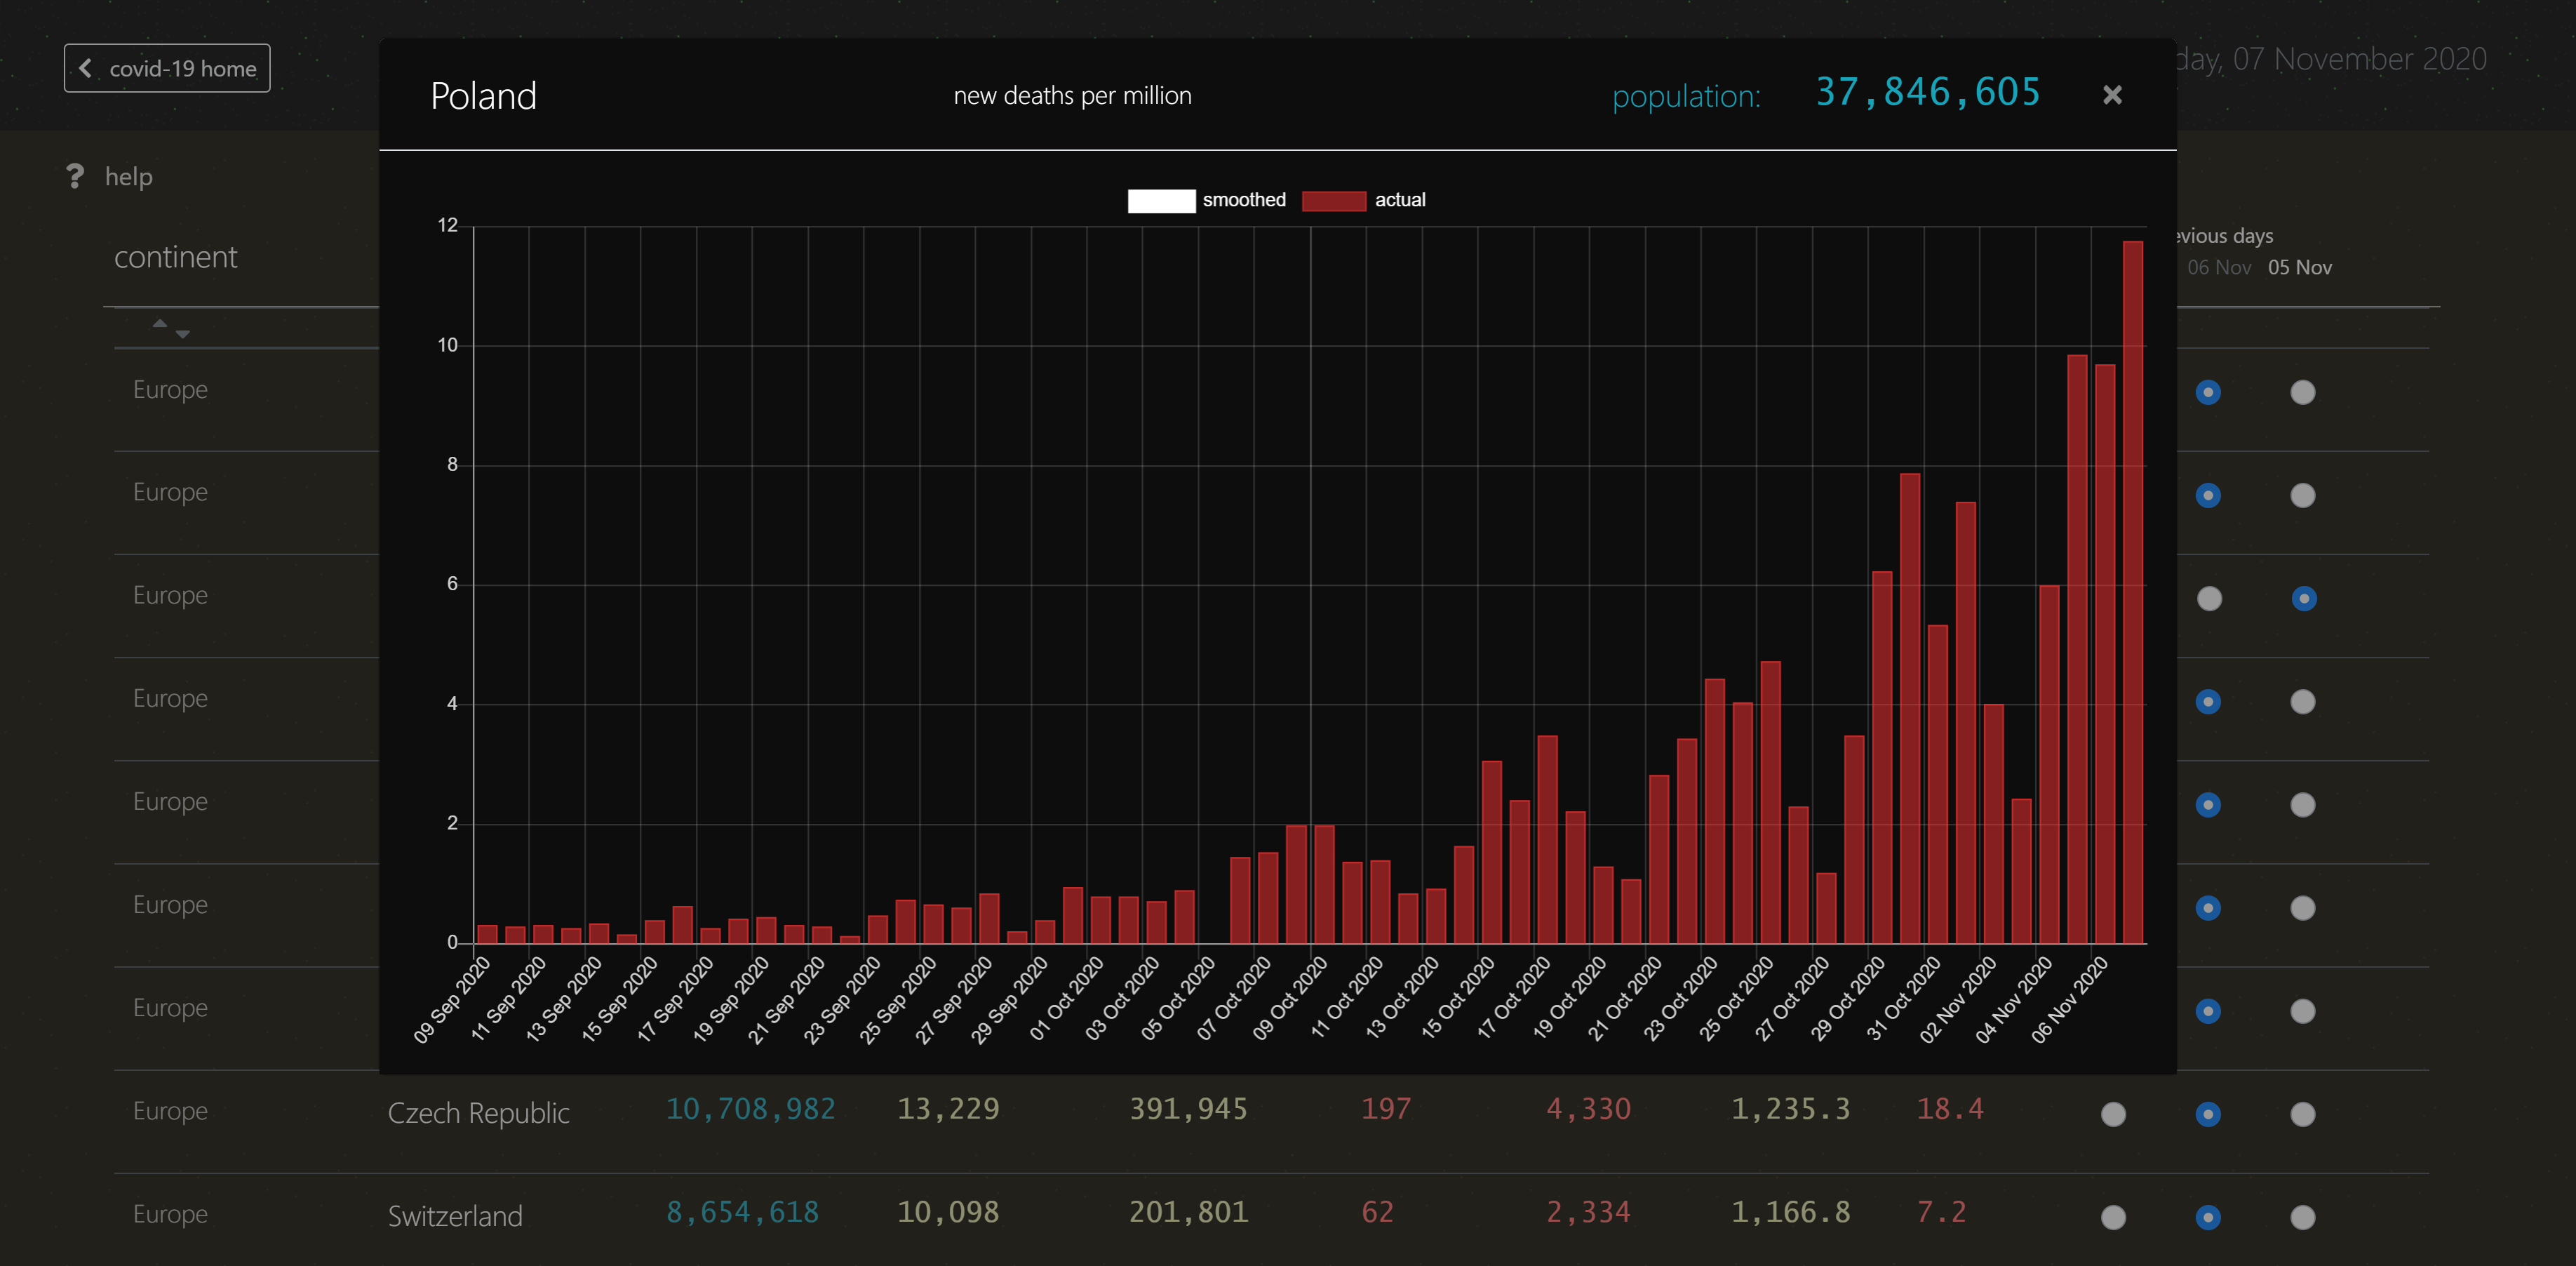 covid-19 home
day, 07 November 2020
Poland
new deaths per million
population: 37,846,605
? help
continent
evious days
06 Nov 05 Nov
smoothed actual
12
10
8
6
4
2
0
09 Sep 2020
11 Sep 2020
13 Sep 2020
15 Sep 2020
17 Sep 2020
19 Sep 2020
21 Sep 2020
23 Sep 2020
25 Sep 2020
27 Sep 2020
29 Sep 2020
01 Oct 2020
03 Oct 2020
05 Oct 2020
07 Oct 2020
09 Oct 2020
11 Oct 2020
13 Oct 2020
15 Oct 2020
17 Oct 2020
19 Oct 2020
21 Oct 2020
23 Oct 2020
25 Oct 2020
27 Oct 2020
29 Oct 2020
31 Oct 2020
02 Nov 2020
04 Nov 2020
06 Nov 2020
Europe
Europe
Europe
Europe
Europe
Europe
Europe
Europe Czech Republic 10,708,982 13,229 391,945 197 4,330 1,235.3 18.4
Europe Switzerland 8,654,618 10,098 201,801 62 2,334 1,166.8 7.2